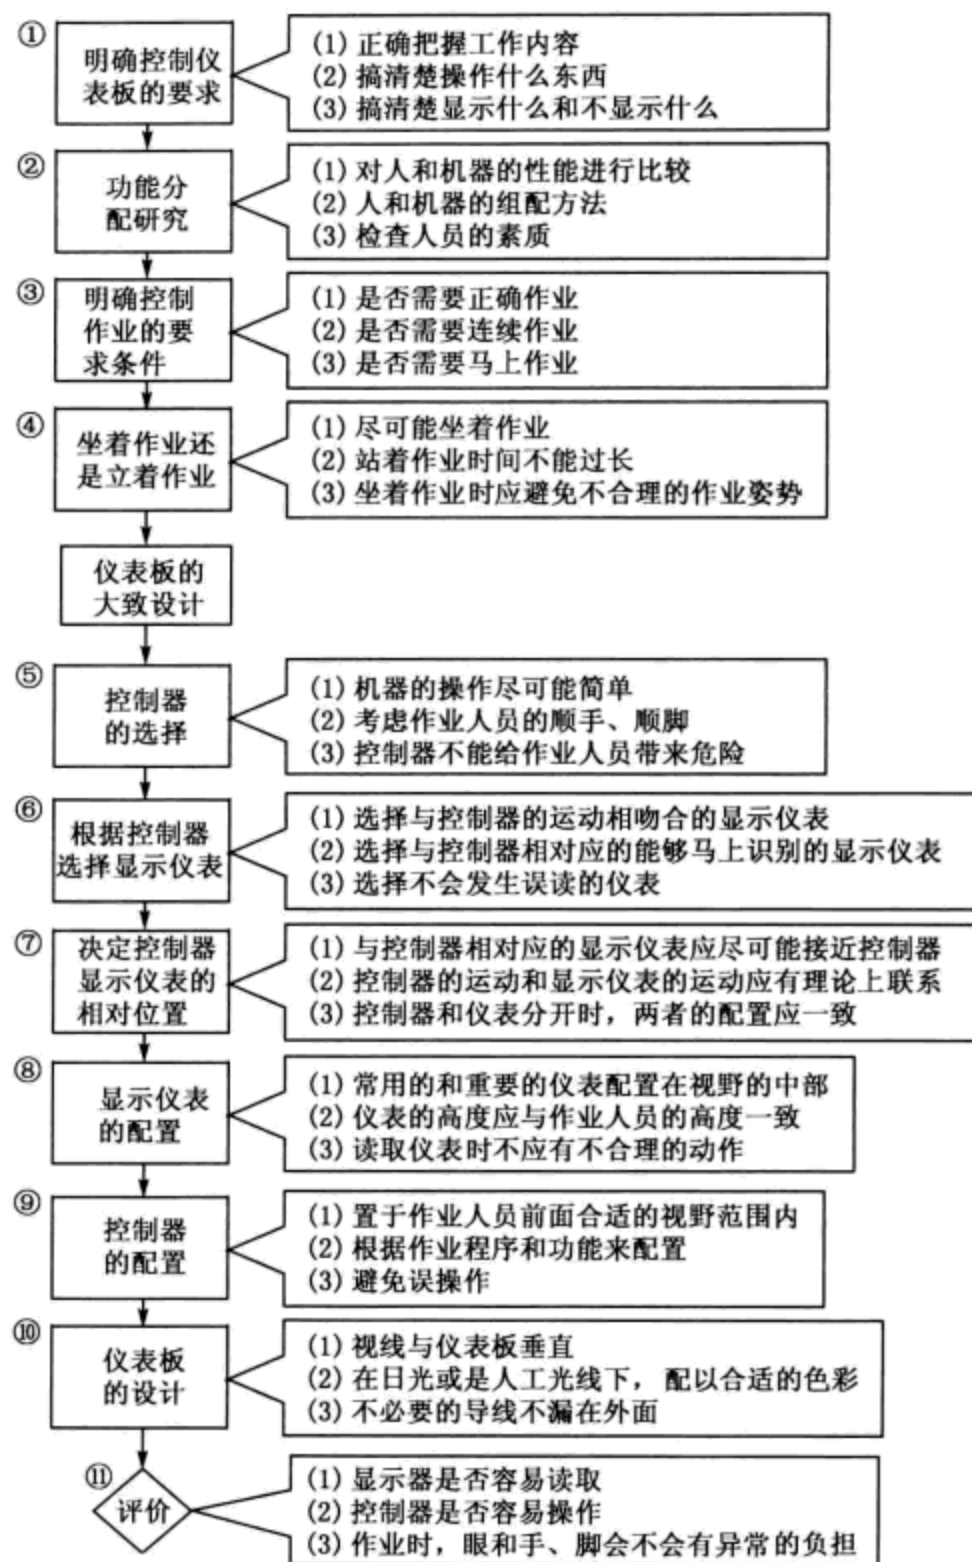 ①
明确控制仪
表板的要求
(1) 正确把握工作内容
(2) 搞清楚操作什么东西
(3) 搞清楚显示什么和不显示什么
②
功能分
配研究
(1) 对人和机器的性能进行比较
(2) 人和机器的组配方法
(3) 检查人员的素质
③
明确控制
作业的要
求条件
(1) 是否需要正确作业
(2) 是否需要连续作业
(3) 是否需要马上作业
④
坐着作业还
是立着作业
(1) 尽可能坐着作业
(2) 站着作业时间不能过长
(3) 坐着作业时应避免不合理的作业姿势
仪表板的
大致设计
⑤
控制器
的选择
(1) 机器的操作尽可能简单
(2) 考虑作业人员的顺手、顺脚
(3) 控制器不能给作业人员带来危险
⑥
根据控制器
选择显示仪表
(1) 选择与控制器的运动相吻合的显示仪表
(2) 选择与控制器相对应的能够马上识别的显示仪表
(3) 选择不会发生误读的仪表
⑦
决定控制器
显示仪表的
相对位置
(1) 与控制器相对应的显示仪表应尽可能接近控制器
(2) 控制器的运动和显示仪表的运动应有理论上联系
(3) 控制器和仪表分开时，两者的配置应一致
⑧
显示仪表
的配置
(1) 常用的和重要的仪表配置在视野的中部
(2) 仪表的高度应与作业人员的高度一致
(3) 读取仪表时不应有不合理的动作
⑨
控制器
的配置
(1) 置于作业人员前面合适的视野范围内
(2) 根据作业程序和功能来配置
(3) 避免误操作
⑩
仪表板
的设计
(1) 视线与仪表板垂直
(2) 在日光或是人工光线下，配以合适的色彩
(3) 不必要的导线不漏在外面
⑪
评价
(1) 显示器是否容易读取
(2) 控制器是否容易操作
(3) 作业时，眼和手、脚会不会有异常的负担